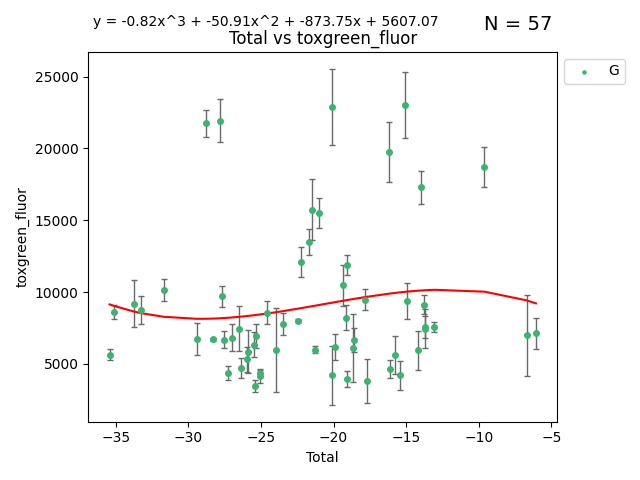 y = -0.82x^3 + -50.91x^2 + -873.75x + 5607.07
N = 57
Total vs toxgreen_fluor
G
25000
20000
15000
10000
5000
toxgreen_fluor
−35
−30
−25
−20
−15
−10
−5
Total